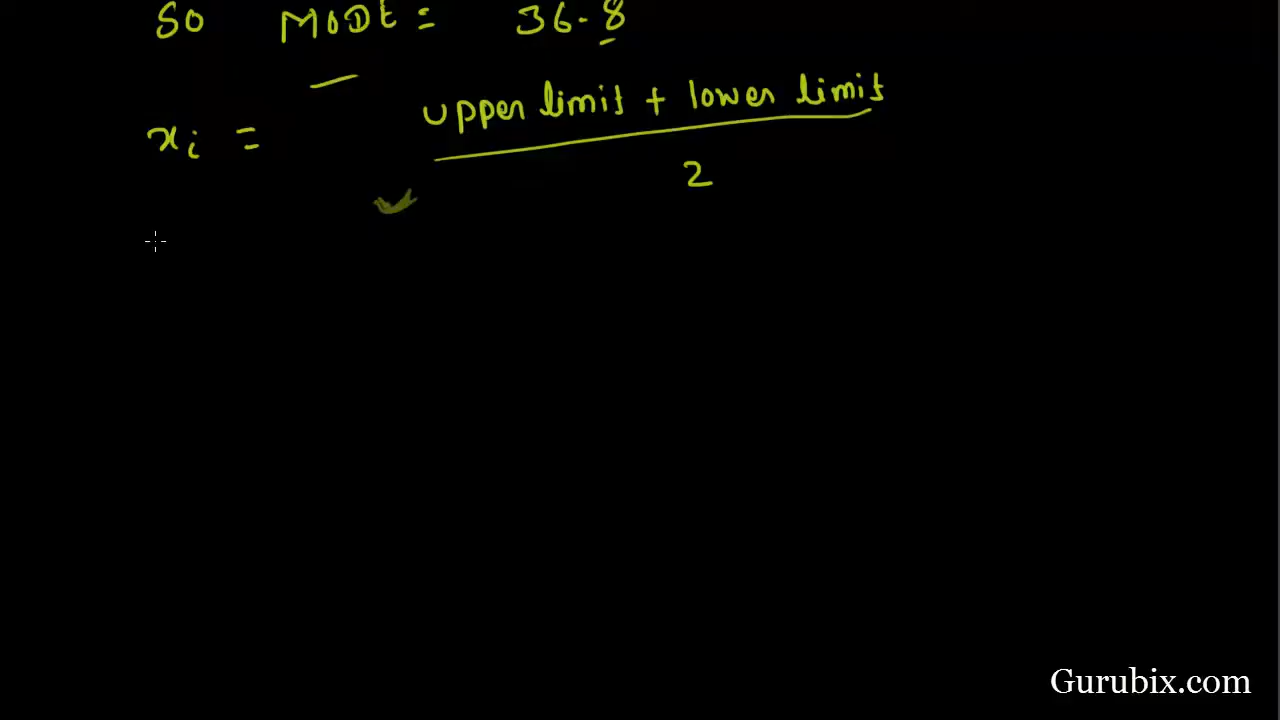 So MODE = 36.8
xi = upper limit + lower limit
2
Gurubix.com